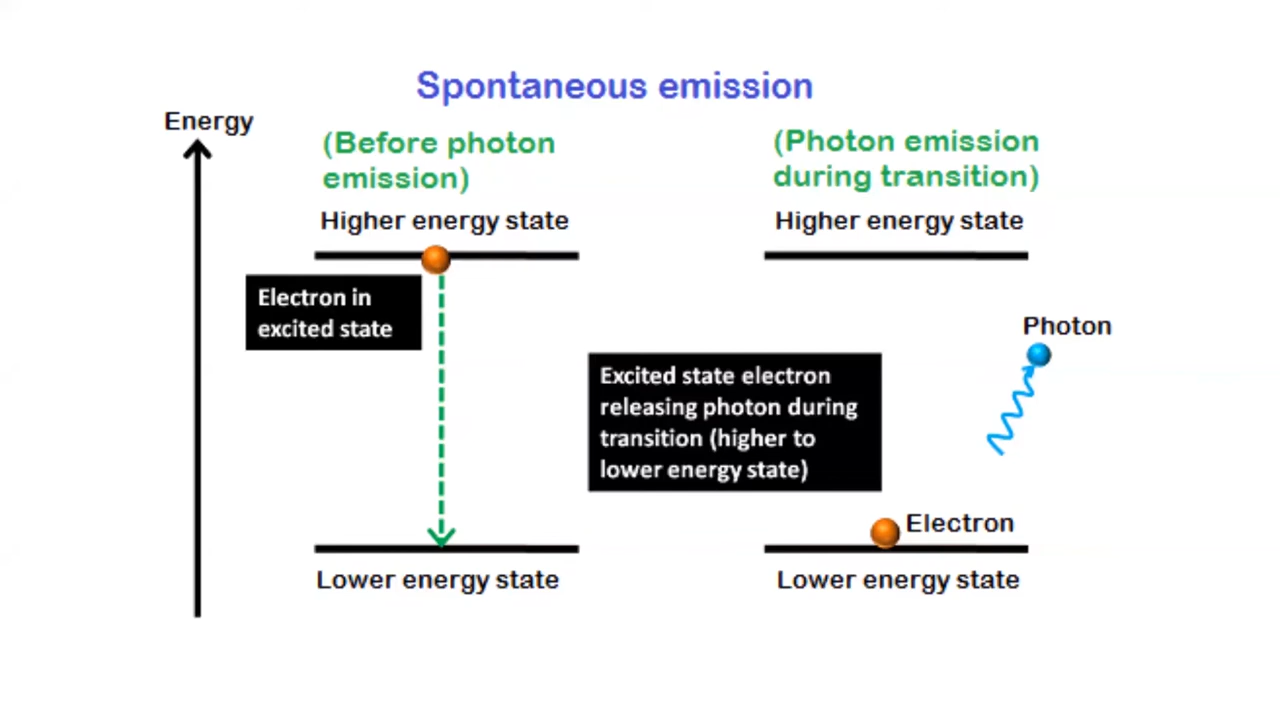 Spontaneous emission
Energy
(Before photon
emission)
(Photon emission
during transition)
Higher energy state
Higher energy state
Electron in
excited state
Photon
Excited state electron
releasing photon during
transition (higher to
lower energy state)
Electron
Lower energy state
Lower energy state